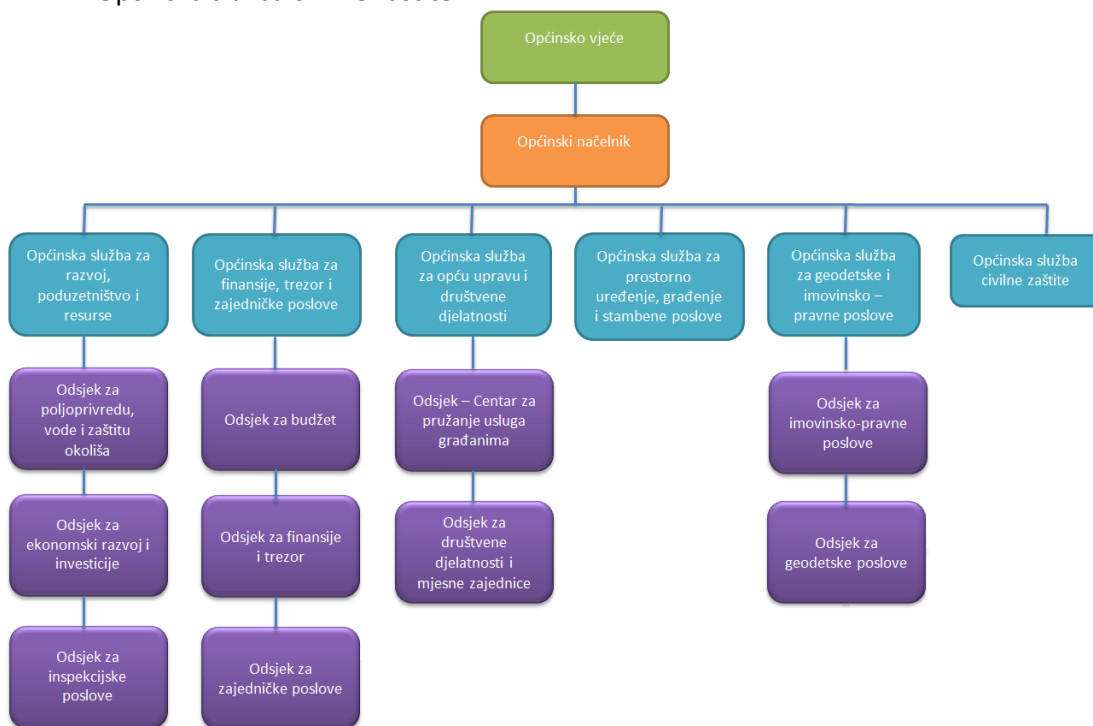 Općinsko vijeće
Općinski načelnik
Općinska služba za
razvoj,
poduzetništvo i
resurse
Općinska služba za
finansije, trezor i
zajedničke poslove
Općinska služba
za opću upravu i
društvene
djelatnosti
Općinska služba za
prostorno
uređenje, građenje
i stambene poslove
Općinska služba
za geodetske i
imovinsko –
pravne poslove
Općinska služba
civilne zaštite
Odsjek za
poljoprivredu,
vode i zaštitu
okoliša
Odsjek za budžet
Odsjek – Centar za
pružanje usluga
građanima
Odsjek za
imovinsko-pravne
poslove
Odsjek za
ekonomski razvoj i
investicije
Odsjek za finansije
i trezor
Odsjek za
društvene
djelatnosti i
mjesne zajednice
Odsjek za
geodetske poslove
Odsjek za
inspekcijske
poslove
Odsjek za
zajedničke poslove